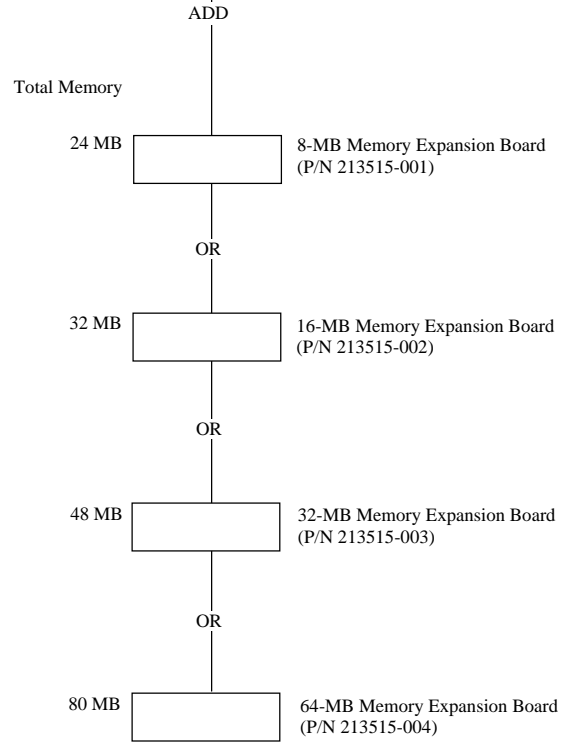 ADD
Total Memory
24 MB
8-MB Memory Expansion Board
(P/N 213515-001)
OR
32 MB
16-MB Memory Expansion Board
(P/N 213515-002)
OR
48 MB
32-MB Memory Expansion Board
(P/N 213515-003)
OR
80 MB
64-MB Memory Expansion Board
(P/N 213515-004)